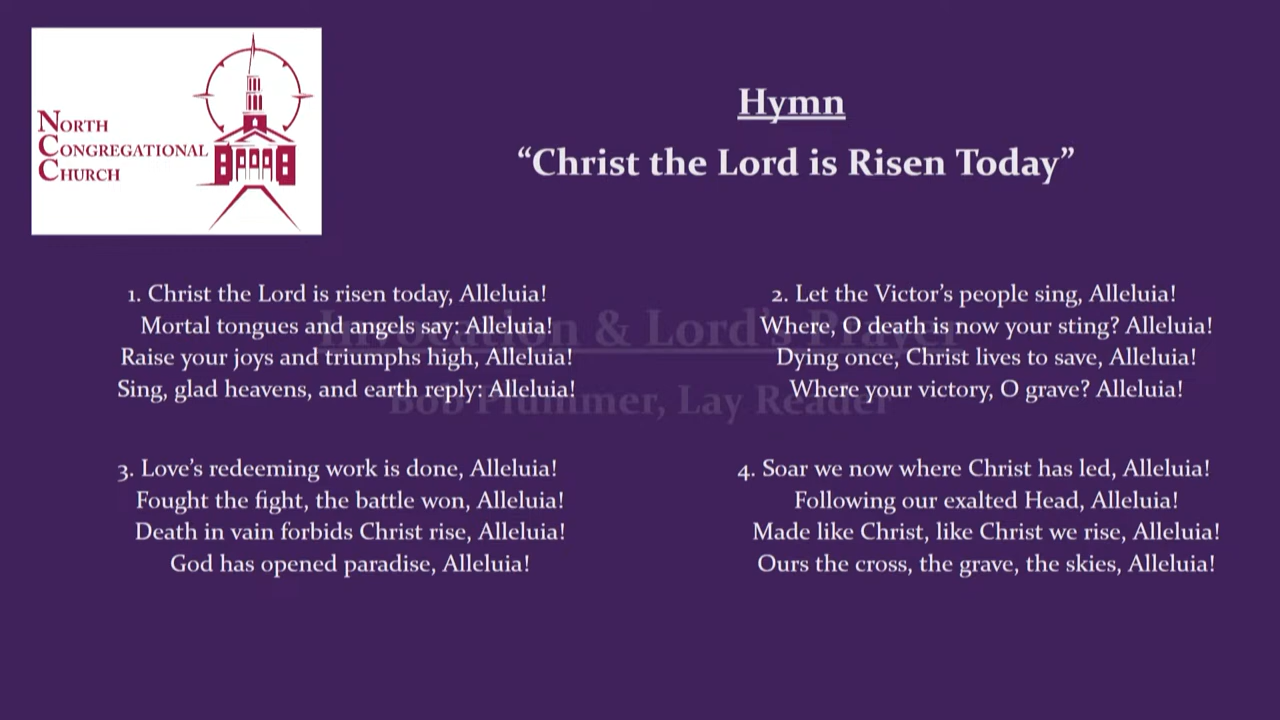 North
Congregational
Church
Hymn
“Christ the Lord is Risen Today”
1. Christ the Lord is risen today, Alleluia!
Mortal tongues and angels say: Alleluia!
Raise your joys and triumphs high, Alleluia!
Sing, glad heavens, and earth reply: Alleluia!
2. Let the Victor’s people sing, Alleluia!
Where, O death is now your sting? Alleluia!
Dying once, Christ lives to save, Alleluia!
Where your victory, O grave? Alleluia!
3. Love’s redeeming work is done, Alleluia!
Fought the fight, the battle won, Alleluia!
Death in vain forbids Christ rise, Alleluia!
God has opened paradise, Alleluia!
4. Soar we now where Christ has led, Alleluia!
Following our exalted Head, Alleluia!
Made like Christ, like Christ we rise, Alleluia!
Ours the cross, the grave, the skies, Alleluia!
Invocation & Lord’s Prayer
Bob Plummer, Lay Reader